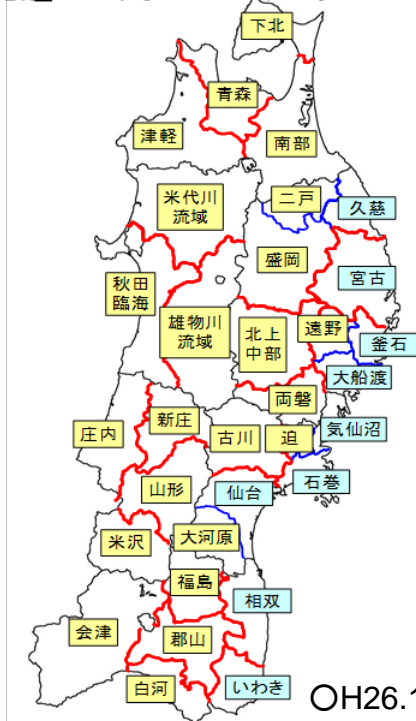 下北
青森
津軽
南部
米代川
流域
二戸
久慈
盛岡
宮古
秋田
臨海
雄物川
流域
北上
中部
遠野
釜石
大船渡
両磐
新庄
庄内
古川
迫
気仙沼
山形
仙台
石巻
米沢
大河原
福島
相双
会津
郡山
白河
いわき
〇H26.1